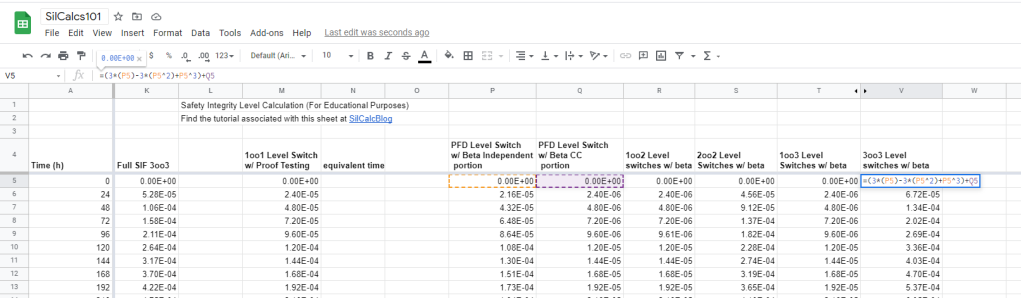 SilCalcs101
File Edit View Insert Format Data Tools Add-ons Help Last edit was seconds ago
0.00E+00 × $ % .0 .00 123 Default (Ari... 10 B I S A
V5 fx =(3*(P5)-3*(P5^2)+P5^3)+Q5
A K L M N O P Q R S T V W
1 Safety Integrity Level Calculation (For Educational Purposes)
2 Find the tutorial associated with this sheet at SilCalcBlog
3
PFD Level Switch PFD Level Switch
1oo1 Level Switch w/ Beta Independent w/ Beta CC 1oo2 Level 2oo2 Level 1oo3 Level 3oo3 Level
4 Time (h) Full SIF 3oo3 w/ Proof Testing equivalent time portion portion switches w/ beta Switches w/ beta Switches w/ beta switches w/ beta
5 0 0.00E+00 0.00E+00 0.00E+00 0.00E+00 0.00E+00 0.00E+00 0.00E+00 =(3*(P5)-3*(P5^2)+P5^3)+Q5
6 24 5.28E-05 2.40E-05 2.16E-05 2.40E-06 2.40E-06 4.56E-05 2.40E-06 6.72E-05
7 48 1.06E-04 4.80E-05 4.32E-05 4.80E-06 4.80E-06 9.12E-05 4.80E-06 1.34E-04
8 72 1.58E-04 7.20E-05 6.48E-05 7.20E-06 7.20E-06 1.37E-04 7.20E-06 2.02E-04
9 96 2.11E-04 9.60E-05 8.64E-05 9.60E-06 9.61E-06 1.82E-04 9.60E-06 2.69E-04
10 120 2.64E-04 1.20E-04 1.08E-04 1.20E-05 1.20E-05 2.28E-04 1.20E-05 3.36E-04
11 144 3.17E-04 1.44E-04 1.30E-04 1.44E-05 1.44E-05 2.74E-04 1.44E-05 4.03E-04
12 168 3.70E-04 1.68E-04 1.51E-04 1.68E-05 1.68E-05 3.19E-04 1.68E-05 4.70E-04
13 192 4.22E-04 1.92E-04 1.73E-04 1.92E-05 1.92E-05 3.65E-04 1.92E-05 5.37E-04